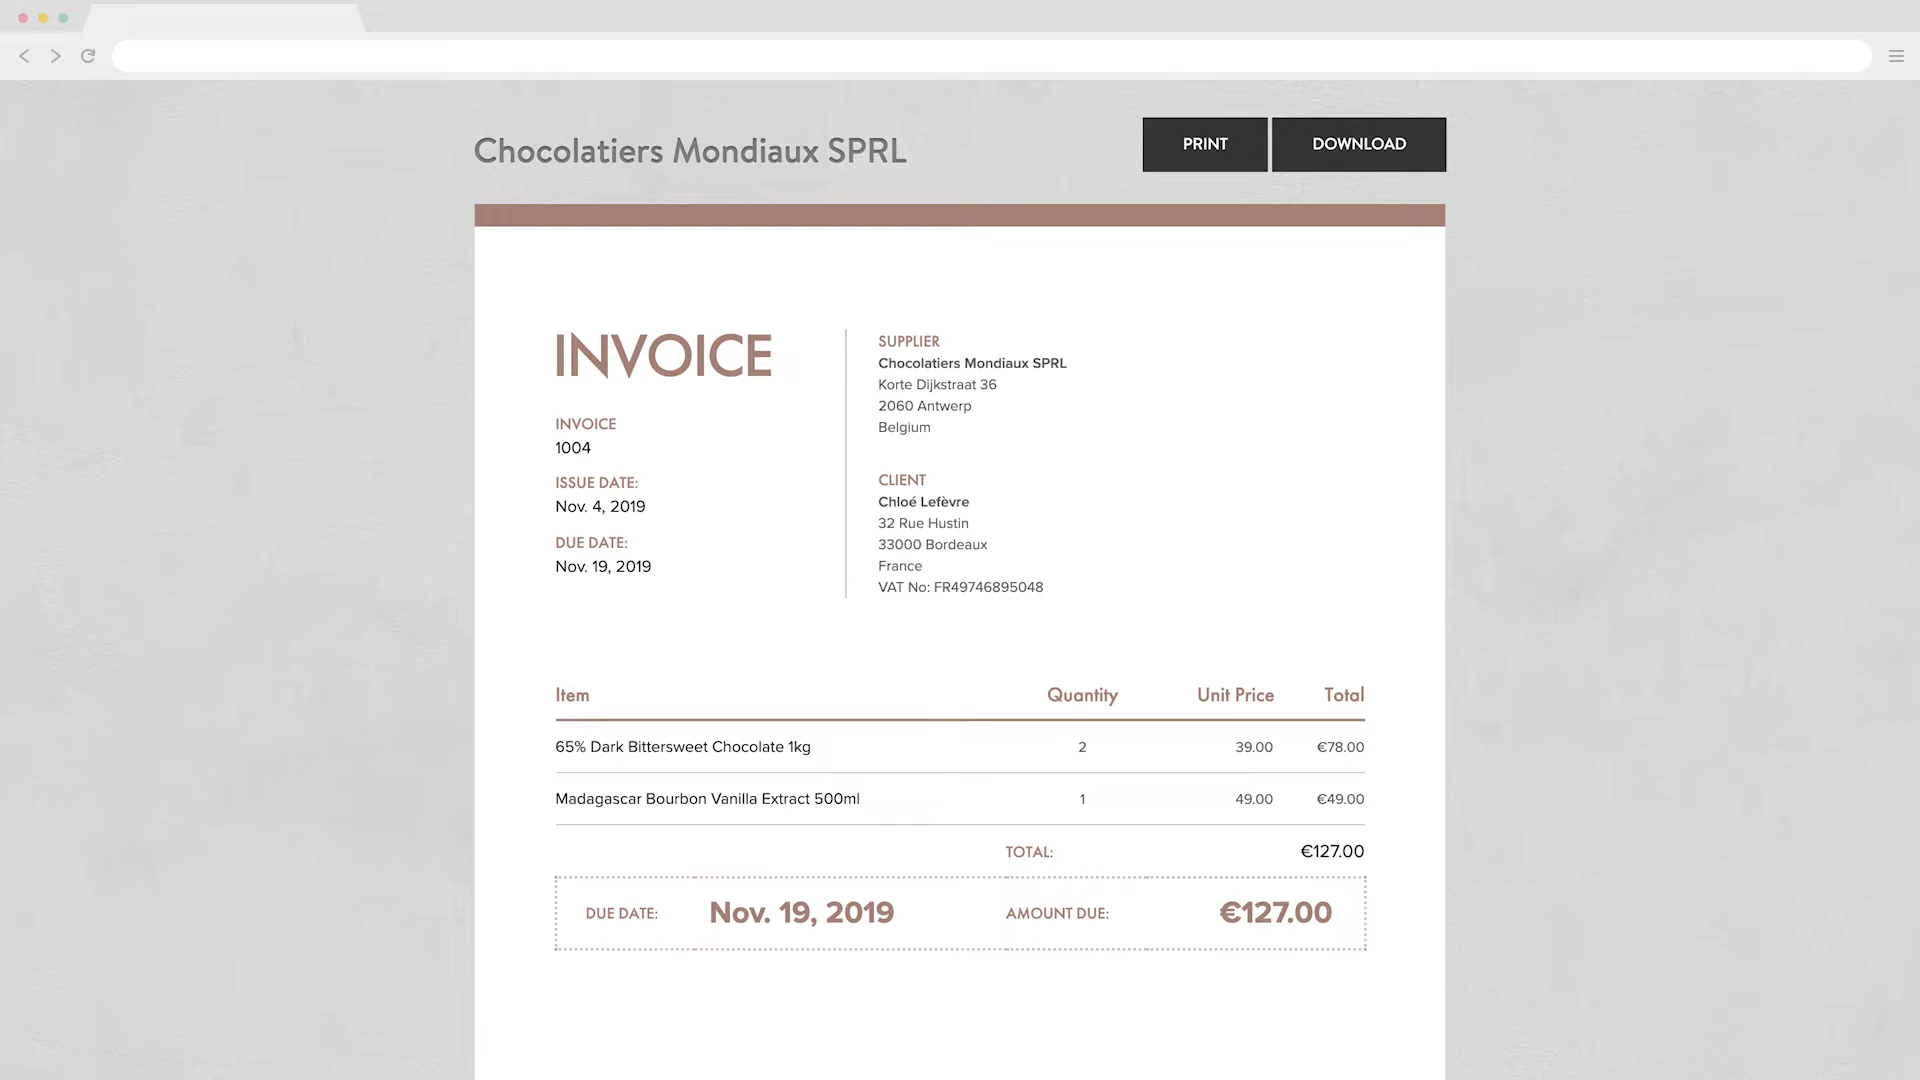 Chocolatiers Mondiaux SPRL
PRINT
DOWNLOAD
INVOICE
INVOICE
1004
ISSUE DATE:
Nov. 4, 2019
DUE DATE:
Nov. 19, 2019
SUPPLIER
Chocolatiers Mondiaux SPRL
Korte Dijkstraat 36
2060 Antwerp
Belgium
CLIENT
Chloé Lefèvre
32 Rue Hustin
33000 Bordeaux
France
VAT No: FR49746895048
Item Quantity Unit Price Total
65% Dark Bittersweet Chocolate 1kg 2 39.00 €78.00
Madagascar Bourbon Vanilla Extract 500ml 1 49.00 €49.00
TOTAL: €127.00
DUE DATE: Nov. 19, 2019 AMOUNT DUE: €127.00